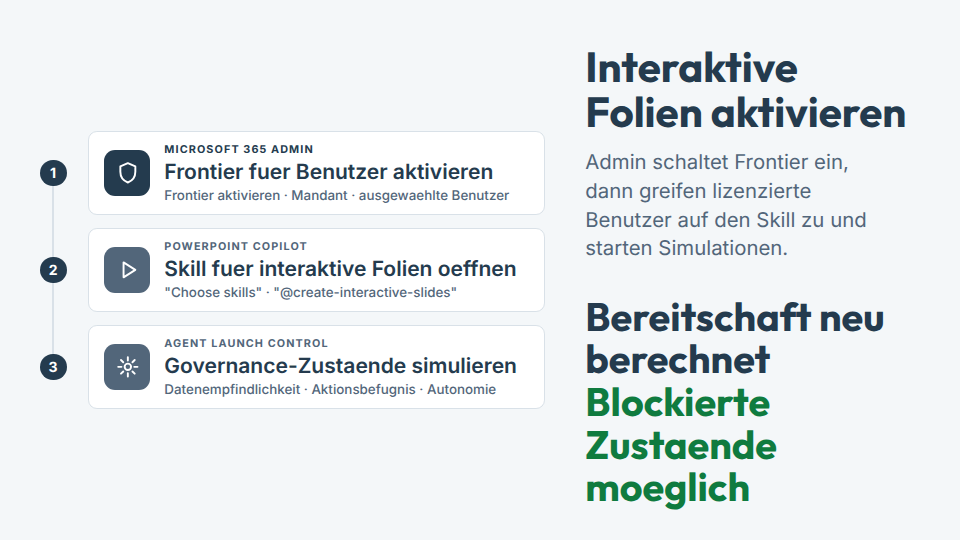 1
MICROSOFT 365 ADMIN
Frontier fuer Benutzer aktivieren
Frontier aktivieren · Mandant · ausgewaehlte Benutzer
2
POWERPOINT COPILOT
Skill fuer interaktive Folien oeffnen
"Choose skills" · "@create-interactive-slides"
3
AGENT LAUNCH CONTROL
Governance-Zustaende simulieren
Datenempfindlichkeit · Aktionsbefugnis · Autonomie
Interaktive
Folien aktivieren
Admin schaltet Frontier ein,
dann greifen lizenzierte
Benutzer auf den Skill zu und
starten Simulationen.
Bereitschaft neu
berechnet
Blockierte
Zustaende
moeglich